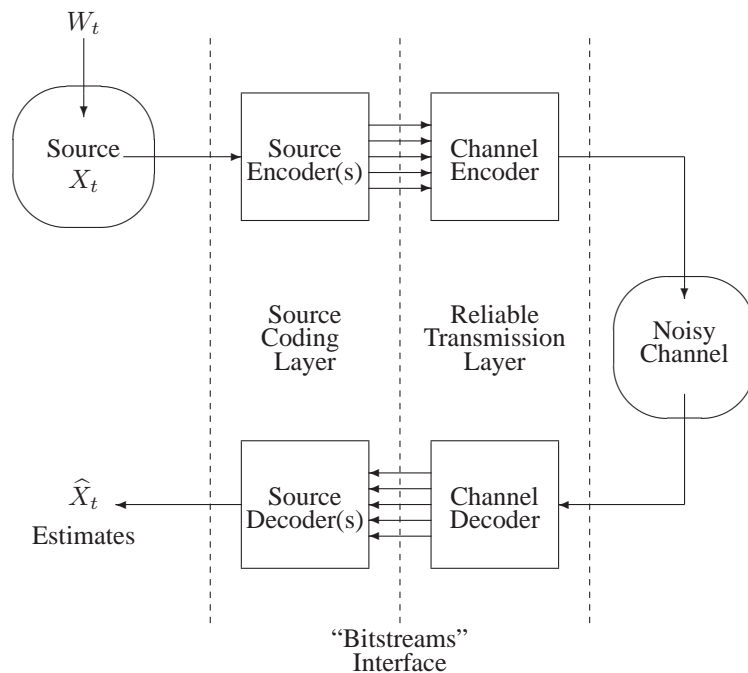 W_t
Source
X_t
Source
Encoder(s)
Channel
Encoder
Source
Coding
Layer
Reliable
Transmission
Layer
Noisy
Channel
X̂_t
Estimates
Source
Decoder(s)
Channel
Decoder
“Bitstreams”
Interface